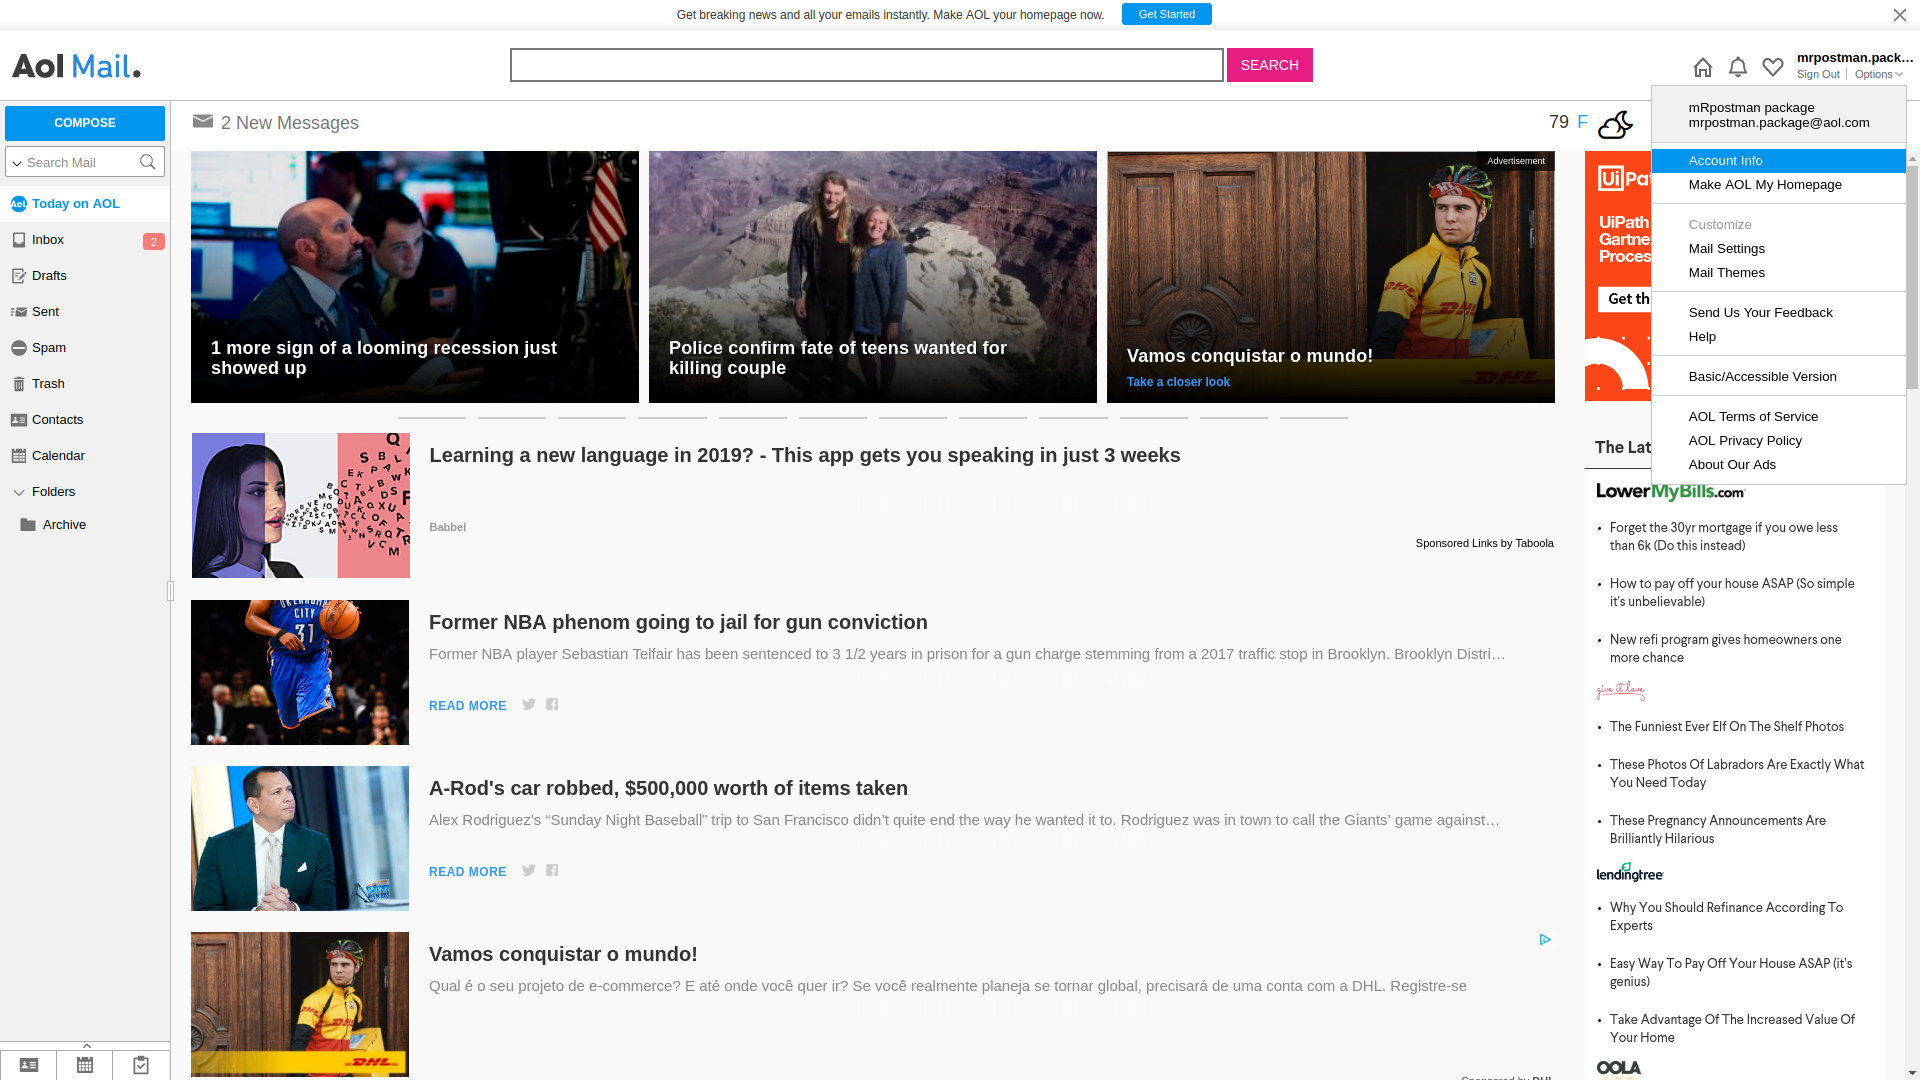 Get breaking news and all your emails instantly. Make AOL your homepage now.
Get Started
Aol Mail.
SEARCH
mrpostman.pack...
Sign Out
Options
COMPOSE
Search Mail
Today on AOL
Inbox
2
Drafts
Sent
Spam
Trash
Contacts
Calendar
Folders
Archive
2 New Messages
79 F
mRpostman package
mrpostman.package@aol.com
Account Info
Make AOL My Homepage
Customize
Mail Settings
Mail Themes
Send Us Your Feedback
Help
Basic/Accessible Version
AOL Terms of Service
AOL Privacy Policy
About Our Ads
1 more sign of a looming recession just
showed up
Police confirm fate of teens wanted for
killing couple
Advertisement
Vamos conquistar o mundo!
Take a closer look
DHL
UiPat
UiPath
Gartne
Proces
Get th
Learning a new language in 2019? - This app gets you speaking in just 3 weeks
Babbel
Sponsored Links by Taboola
Former NBA phenom going to jail for gun conviction
Former NBA player Sebastian Telfair has been sentenced to 3 1/2 years in prison for a gun charge stemming from a 2017 traffic stop in Brooklyn. Brooklyn Distri…
READ MORE
CITY
31
A-Rod's car robbed, $500,000 worth of items taken
Alex Rodriguez’s “Sunday Night Baseball” trip to San Francisco didn’t quite end the way he wanted it to. Rodriguez was in town to call the Giants’ game against…
READ MORE
Vamos conquistar o mundo!
Qual é o seu projeto de e-commerce? E até onde você quer ir? Se você realmente planeja se tornar global, precisará de uma conta com a DHL. Registre-se
DHL
Sponsored by DHL
The Lat
LowerMyBills.com
Forget the 30yr mortgage if you owe less
than 6k (Do this instead)
How to pay off your house ASAP (So simple
it's unbelievable)
New refi program gives homeowners one
more chance
give it love
The Funniest Ever Elf On The Shelf Photos
These Photos Of Labradors Are Exactly What
You Need Today
These Pregnancy Announcements Are
Brilliantly Hilarious
lendingtree
Why You Should Refinance According To
Experts
Easy Way To Pay Off Your House ASAP (it's
genius)
Take Advantage Of The Increased Value Of
Your Home
OOLA